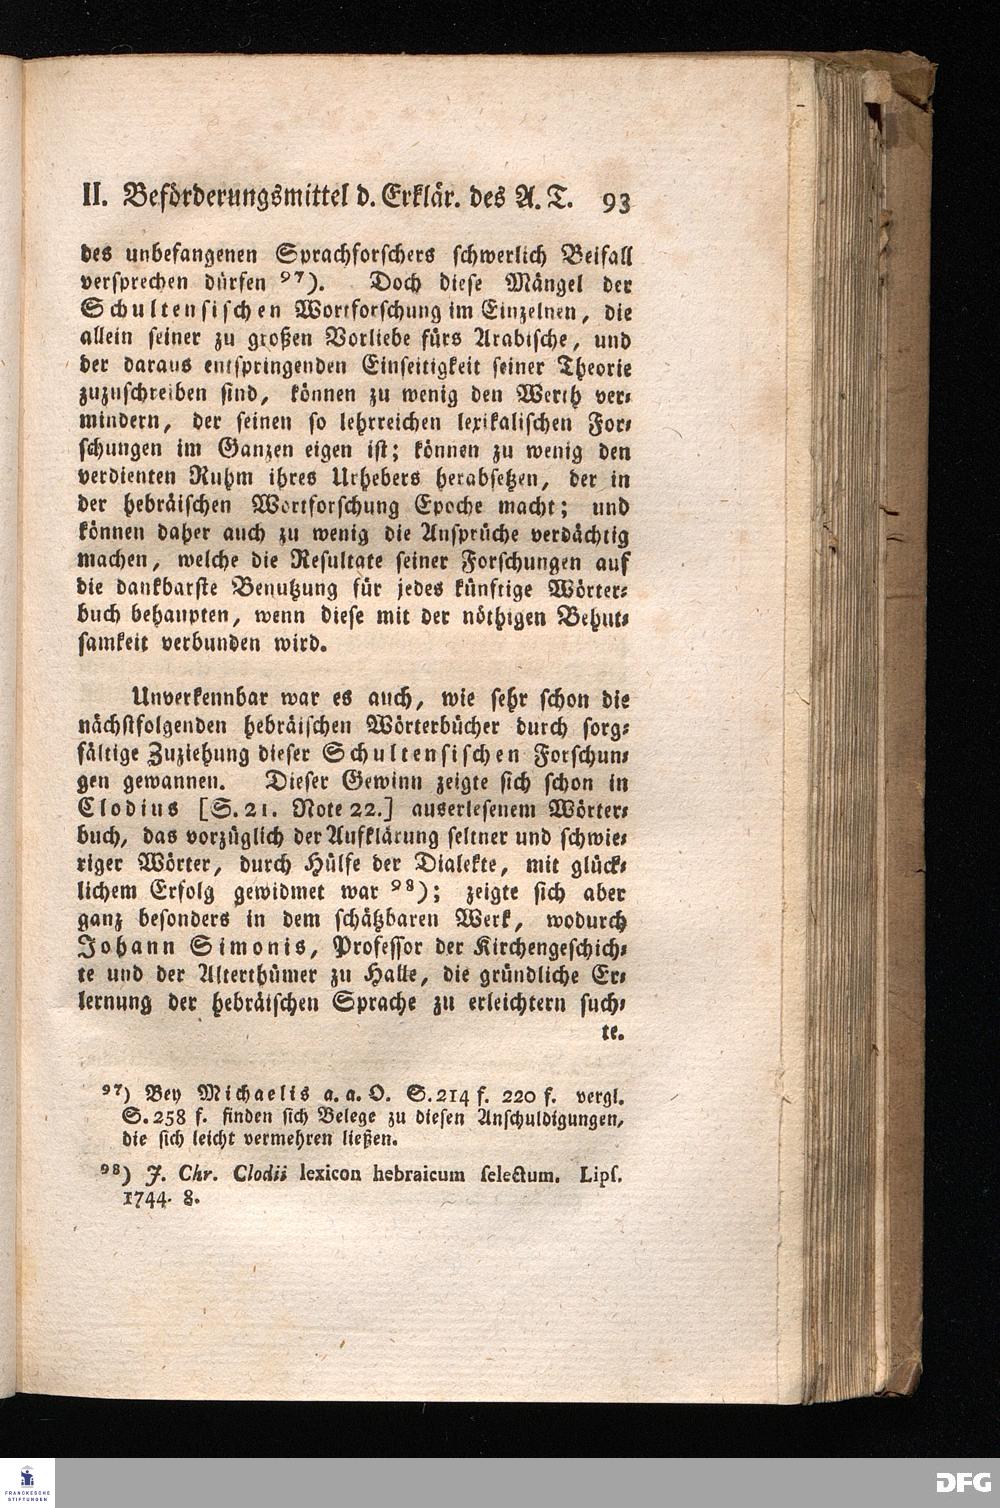 II. Beförderungsmittel d. Erklär. des A. T. 93
des unbefangenen Sprachforschers schwerlich Beifall
versprechen dürfen 97). Doch diese Mängel der
Schultensischen Wortforschung im Einzelnen, die
allein seiner zu großen Vorliebe fürs Arabische, und
der daraus entspringenden Einseitigkeit seiner Theorie
zuzuschreiben sind, können zu wenig den Werth ver-
mindern, der seinen so lehrreichen lexikalischen For-
schungen im Ganzen eigen ist; können zu wenig den
verdienten Ruhm ihres Urhebers herabsetzen, der in
der hebräischen Wortforschung Epoche macht; und
können daher auch zu wenig die Ansprüche verdächtig
machen, welche die Resultate seiner Forschungen auf
die dankbarste Benutzung für jedes künftige Wörter-
buch behaupten, wenn diese mit der nöthigen Behut-
samkeit verbunden wird.
Unverkennbar war es auch, wie sehr schon die
nächstfolgenden hebräischen Wörterbücher durch sorg-
fältige Zuziehung dieser Schultensischen Forschun-
gen gewannen. Dieser Gewinn zeigte sich schon in
Clodius [S. 21. Note 22.] auserlesenem Wörter-
buch, das vorzüglich der Aufklärung seltner und schwie-
riger Wörter, durch Hülfe der Dialekte, mit glück-
lichem Erfolg gewidmet war 98); zeigte sich aber
ganz besonders in dem schätzbaren Werk, wodurch
Johann Simonis, Professor der Kirchengeschich-
te und der Alterthümer zu Halle, die gründliche Er-
lernung der hebräischen Sprache zu erleichtern such-
te.
97) Bey Michaelis a. a. O. S. 214 f. 220 f. vergl.
S. 258 f. finden sich Belege zu diesen Anschuldigungen,
die sich leicht vermehren ließen.
98) J. Chr. Clodii lexicon hebraicum selectum. Lips.
1744. 8.
FRANCKESCHE
STIFTUNGEN
DFG